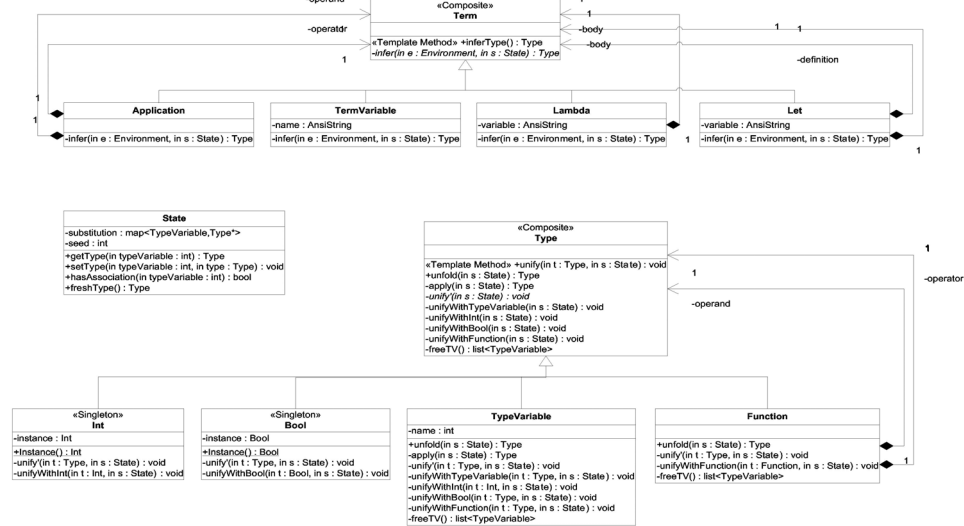 -operand
1
«Composite»
Term
1
-operator
-body
1
1
«Template Method» +inferType() : Type
-body
-infer(in e : Environment, in s : State) : Type
1
-definition
1
1
Application
-infer(in e : Environment, in s : State) : Type
TermVariable
-name : AnsiString
-infer(in e : Environment, in s : State) : Type
Lambda
-variable : AnsiString
-infer(in e : Environment, in s : State) : Type
1
Let
-variable : AnsiString
-infer(in e : Environment, in s : State) : Type
1
State
-substitution : map<TypeVariable,Type*>
-seed : int
+getType(in typeVariable : int) : Type
+setType(in typeVariable : int, in type : Type) : void
+hasAssociation(in typeVariable : int) : bool
+freshType() : Type
«Composite»
Type
«Template Method» +unify(in t : Type, in s : State) : void
+unfold(in s : State) : Type
-apply(in s : State) : Type
-unify'(in s : State) : void
-unifyWithTypeVariable(in s : State) : void
-unifyWithInt(in s : State) : void
-unifyWithBool(in s : State) : void
-unifyWithFunction(in s : State) : void
-freeTV() : list<TypeVariable>
1
-operator
1
-operand
«Singleton»
Int
-instance : Int
+Instance() : Int
-unify'(in t : Type, in s : State) : void
-unifyWithInt(in t : Int, in s : State) : void
«Singleton»
Bool
-instance : Bool
+Instance() : Bool
-unify'(in t : Type, in s : State) : void
-unifyWithBool(in t : Bool, in s : State) : void
TypeVariable
-name : int
+unfold(in s : State) : Type
-apply(in s : State) : Type
-unify'(in t : Type, in s : State) : void
-unifyWithTypeVariable(in t : Type, in s : State) : void
-unifyWithInt(in t : Int, in s : State) : void
-unifyWithBool(in t : Type, in s : State) : void
-unifyWithFunction(in t : Type, in s : State) : void
-freeTV() : list<TypeVariable>
Function
+unfold(in s : State) : Type
-unify'(in t : Type, in s : State) : void
-unifyWithFunction(in t : Function, in s : State) : void
-freeTV() : list<TypeVariable>
1